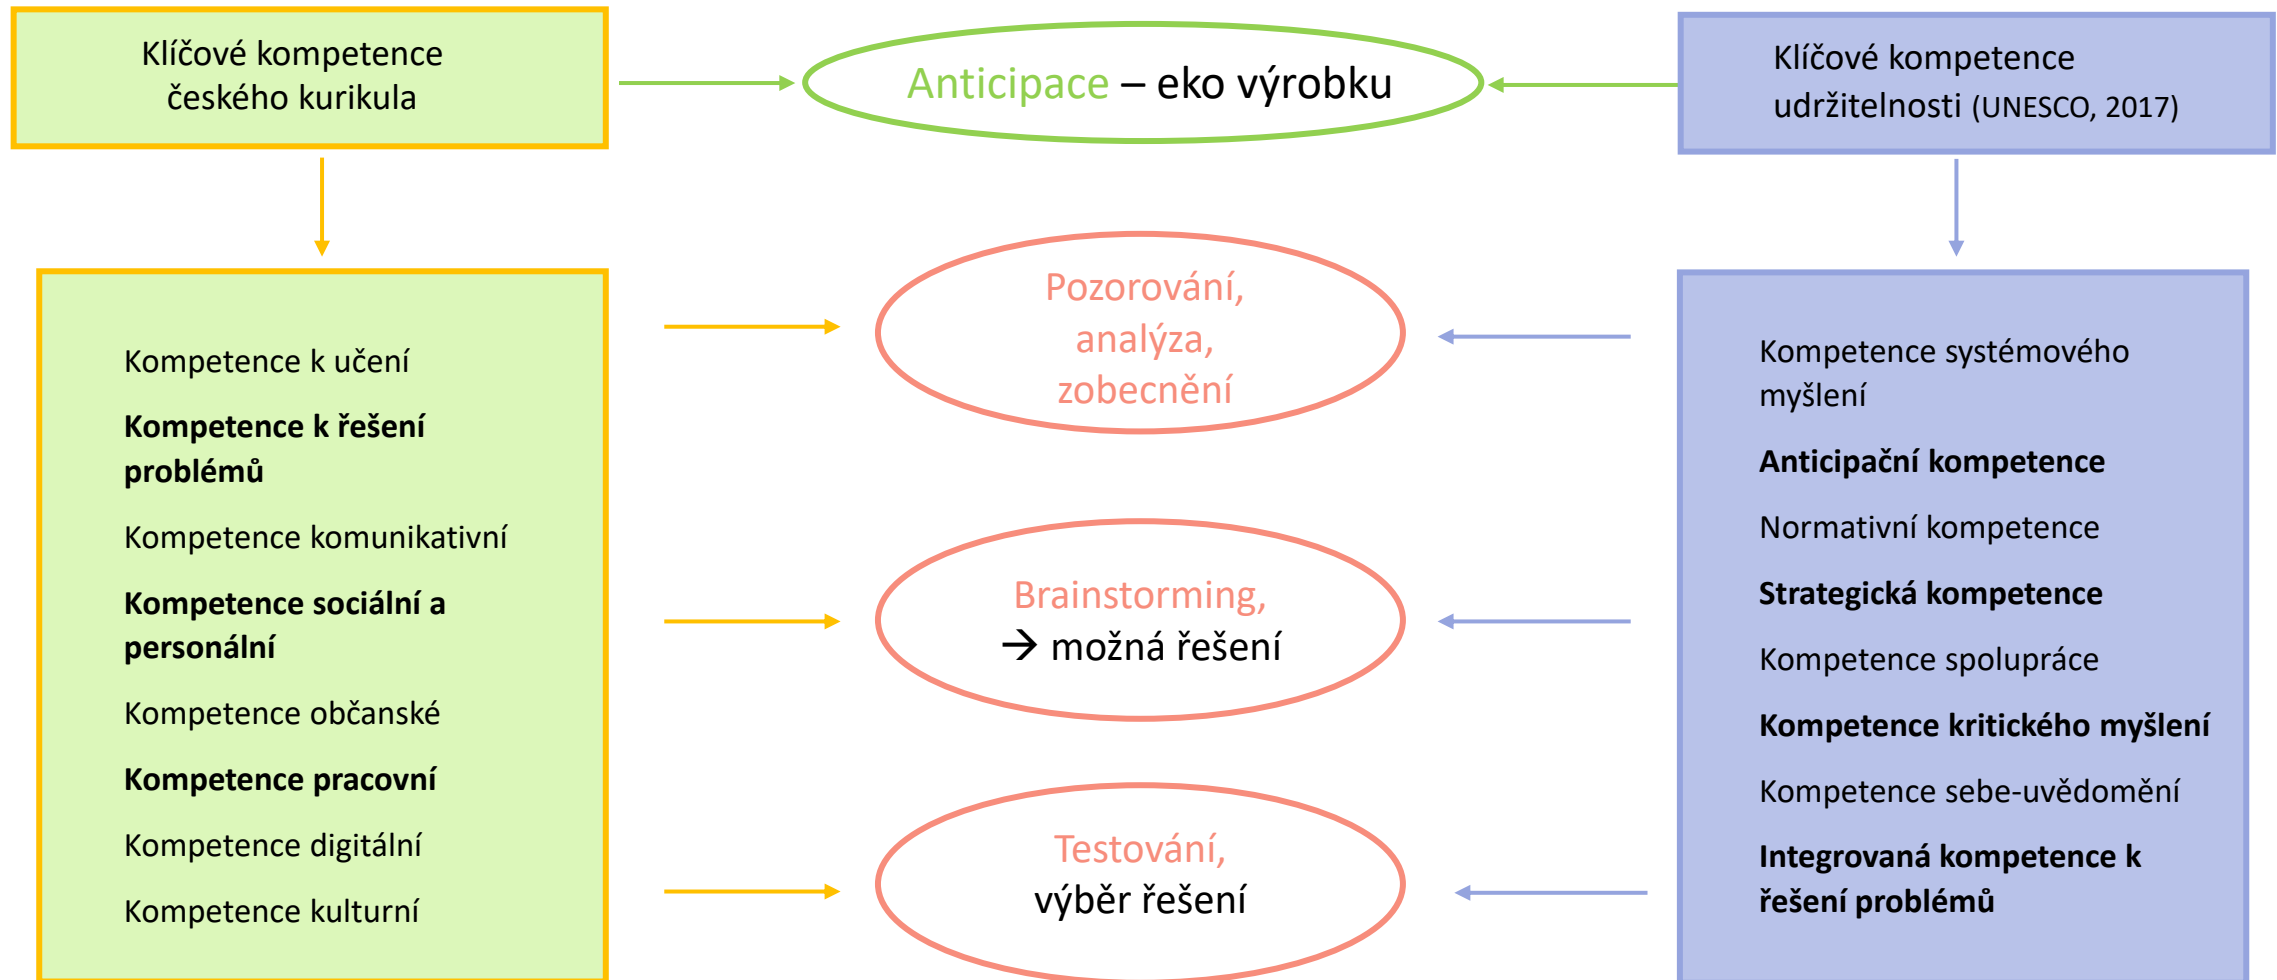 Klíčové kompetence
českého kurikula
Anticipace – eko výrobku
Klíčové kompetence
udržitelnosti (UNESCO, 2017)
Kompetence k učení
Kompetence k řešení
problémů
Kompetence komunikativní
Kompetence sociální a
personální
Kompetence občanské
Kompetence pracovní
Kompetence digitální
Kompetence kulturní
Pozorování,
analýza,
zobecnění
Brainstorming,
→ možná řešení
Testování,
výběr řešení
Kompetence systémového
myšlení
Anticipační kompetence
Normativní kompetence
Strategická kompetence
Kompetence spolupráce
Kompetence kritického myšlení
Kompetence sebe-uvědomění
Integrovaná kompetence k
řešení problémů